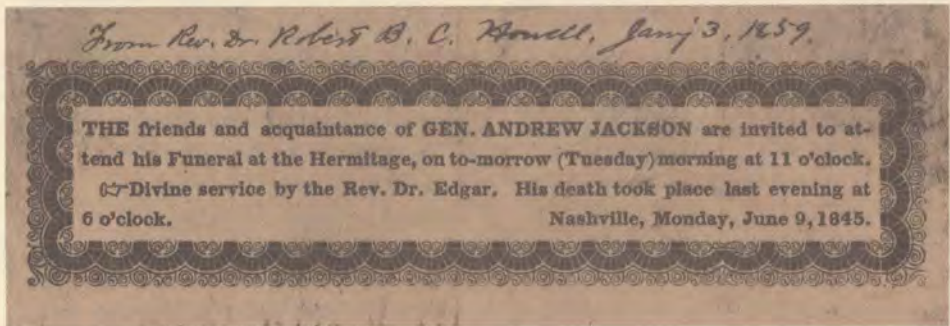 From Rev. Dr. Robert B. C. Howell, Jany 3, 1859.
THE friends and acquaintance of GEN. ANDREW JACKSON are invited to at-
tend his Funeral at the Hermitage, on to-morrow (Tuesday) morning at 11 o'clock.
☞Divine service by the Rev. Dr. Edgar. His death took place last evening at
6 o'clock. Nashville, Monday, June 9, 1845.